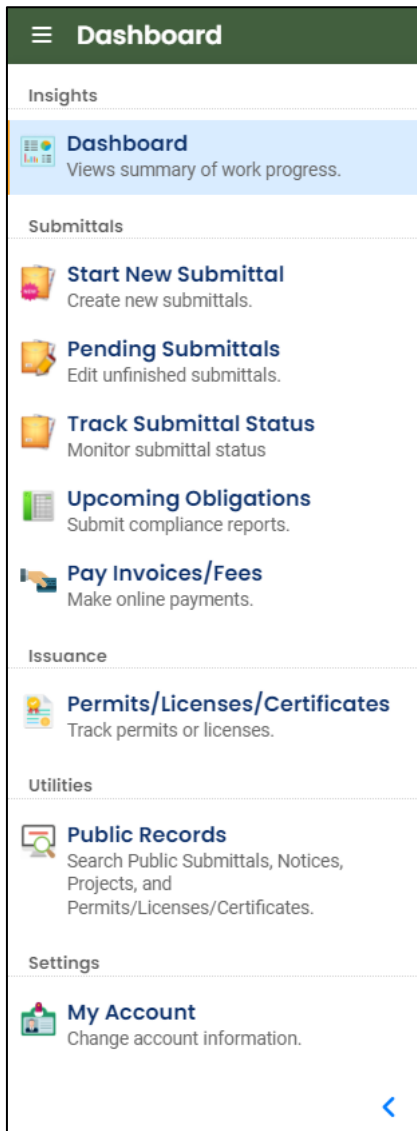 Dashboard
Insights
Dashboard
Views summary of work progress.
Submittals
Start New Submittal
Create new submittals.
Pending Submittals
Edit unfinished submittals.
Track Submittal Status
Monitor submittal status
Upcoming Obligations
Submit compliance reports.
Pay Invoices/Fees
Make online payments.
Issuance
Permits/Licenses/Certificates
Track permits or licenses.
Utilities
Public Records
Search Public Submittals, Notices,
Projects, and
Permits/Licenses/Certificates.
Settings
My Account
Change account information.